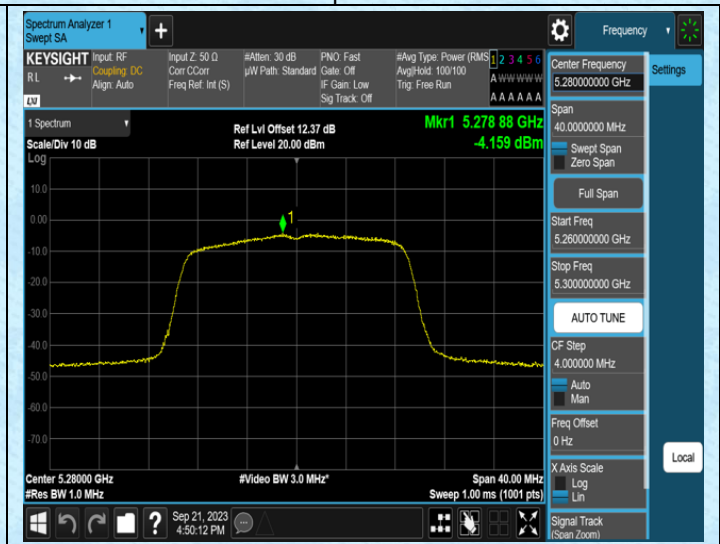 Spectrum Analyzer 1
Swept SA
Frequency
KEYSIGHT
RL
LXI
Input: RF
Coupling: DC
Align: Auto
Input Z: 50 Ω
Corr CCorr
Freq Ref: Int (S)
#Atten: 30 dB
µW Path: Standard
PNO: Fast
Gate: Off
IF Gain: Low
Sig Track: Off
#Avg Type: Power (RMS
Avg|Hold: 100/100
Trig: Free Run
1 2 3 4 5 6
A W W W W W
A A A A A A
1 Spectrum
Scale/Div 10 dB
Log
Ref Lvl Offset 12.37 dB
Ref Level 20.00 dBm
Mkr1 5.278 88 GHz
-4.159 dBm
10.0
0.00
-10.0
-20.0
-30.0
-40.0
-50.0
-60.0
-70.0
1
Center 5.28000 GHz
#Res BW 1.0 MHz
#Video BW 3.0 MHz*
Span 40.00 MHz
Sweep 1.00 ms (1001 pts)
Sep 21, 2023
4:50:12 PM
?
Center Frequency
5.280000000 GHz
Span
40.0000000 MHz
Swept Span
Zero Span
Full Span
Start Freq
5.260000000 GHz
Stop Freq
5.300000000 GHz
AUTO TUNE
CF Step
4.000000 MHz
Auto
Man
Freq Offset
0 Hz
X Axis Scale
Log
Lin
Signal Track
(Span Zoom)
Settings
Local